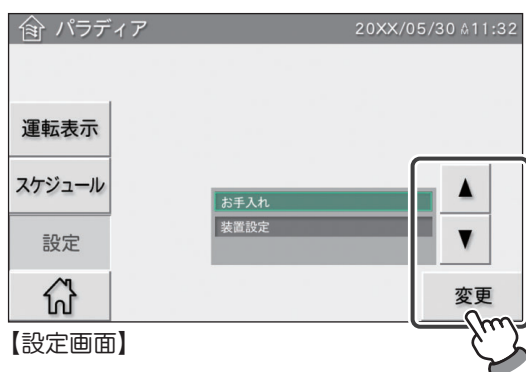 パラディア 20XX/05/30 11:32
運転表示
スケジュール
お手入れ
装置設定
設定
変更
【設定画面】